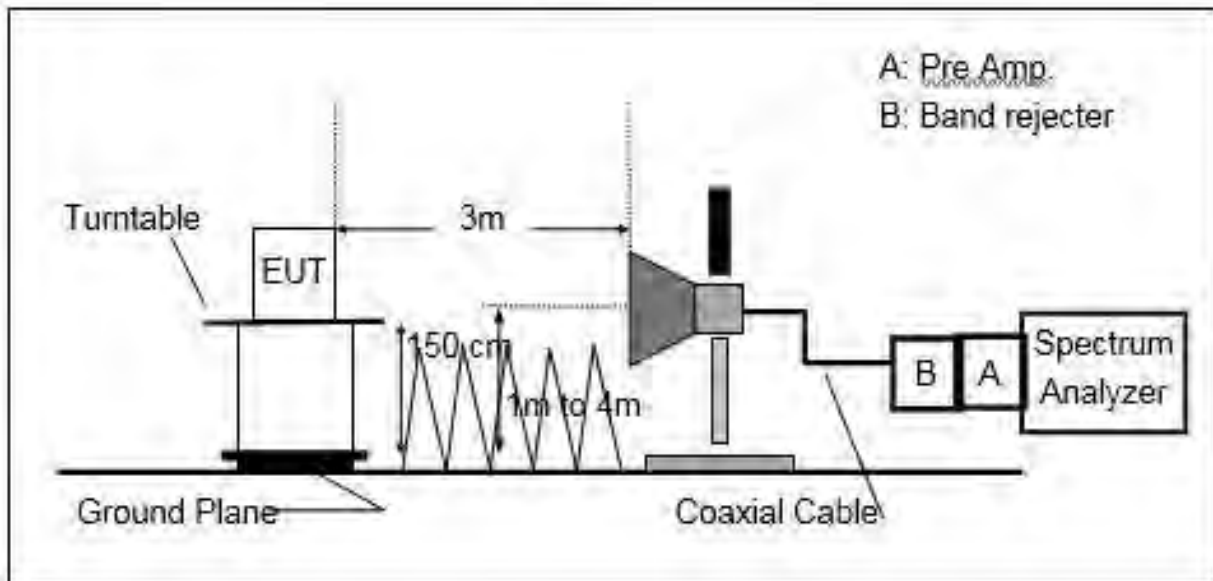 A: Pre Amp.
B: Band rejecter
Turntable
3m
EUT
150 cm
1m to 4m
B
A
Spectrum
Analyzer
Ground Plane
Coaxial Cable